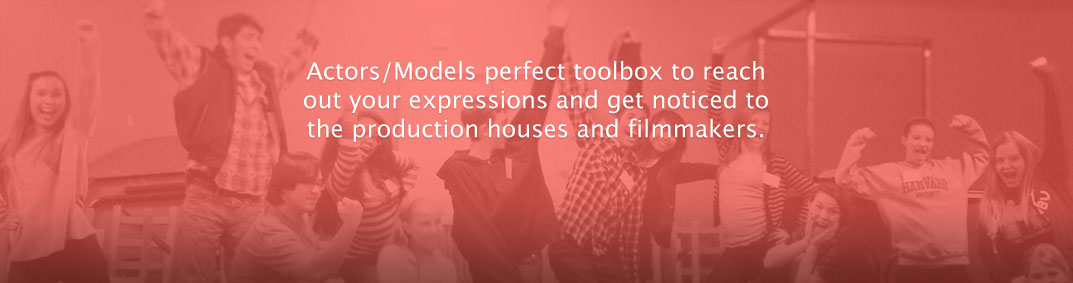 Actors/Models perfect toolbox to reach
out your expressions and get noticed to
the production houses and filmmakers.
HARVARD
UNIVERSITY